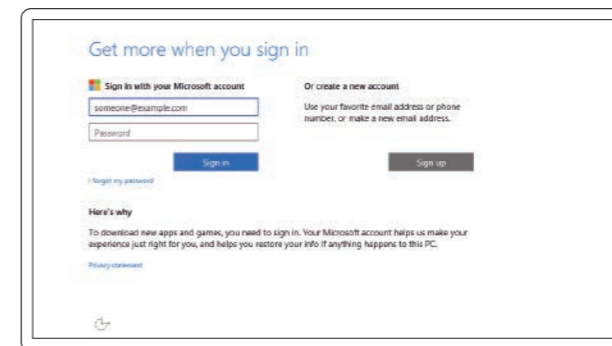 Get more when you sign in
Sign in with your Microsoft account
someone@example.com
Password
Sign in
I forgot my password
Or create a new account
Use your favorite email address or phone
number, or make a new email address.
Sign up
Here's why
To download new apps and games, you need to sign in. Your Microsoft account helps us make your
experience just right for you, and helps you restore your info if anything happens to this PC.
Privacy statement